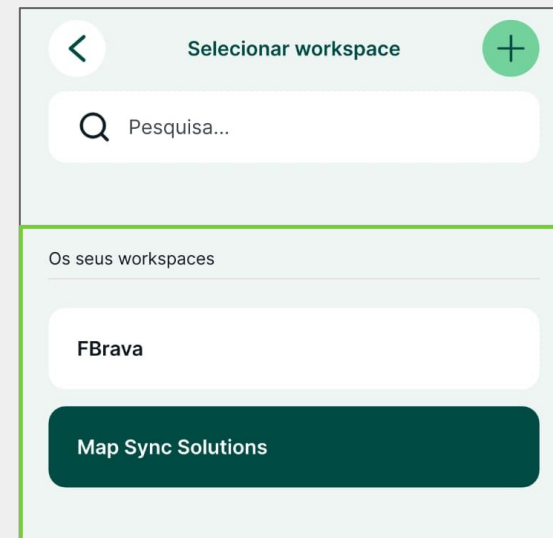 Selecionar workspace
Pesquisa...
Os seus workspaces
FBrava
Map Sync Solutions